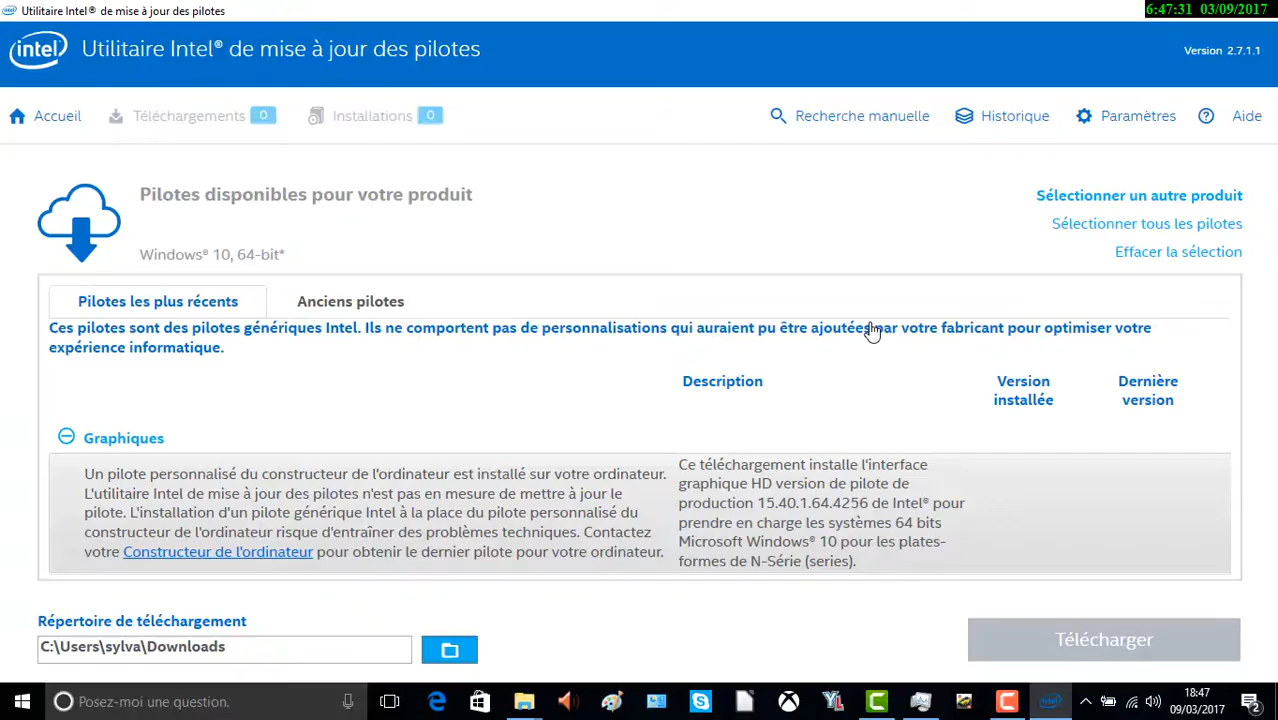 Utilitaire Intel® de mise à jour des pilotes
6:47:31 03/09/2017
intel
Utilitaire Intel® de mise à jour des pilotes
Version 2.7.1.1
Accueil
Téléchargements 0
Installations 0
Recherche manuelle
Historique
Paramètres
Aide
Pilotes disponibles pour votre produit
Sélectionner un autre produit
Sélectionner tous les pilotes
Windows® 10, 64-bit*
Effacer la sélection
Pilotes les plus récents
Anciens pilotes
Ces pilotes sont des pilotes génériques Intel. Ils ne comportent pas de personnalisations qui auraient pu être ajoutées par votre fabricant pour optimiser votre
expérience informatique.
Description
Version
installée
Dernière
version
Graphiques
Un pilote personnalisé du constructeur de l'ordinateur est installé sur votre ordinateur.
L'utilitaire Intel de mise à jour des pilotes n'est pas en mesure de mettre à jour le
pilote. L'installation d'un pilote générique Intel à la place du pilote personnalisé du
constructeur de l'ordinateur risque d'entraîner des problèmes techniques. Contactez
votre Constructeur de l'ordinateur pour obtenir le dernier pilote pour votre ordinateur.
Ce téléchargement installe l'interface
graphique HD version de pilote de
production 15.40.1.64.4256 de Intel® pour
prendre en charge les systèmes 64 bits
Microsoft Windows® 10 pour les plates-
formes de N-Série (series).
Répertoire de téléchargement
C:\Users\sylva\Downloads
Télécharger
Posez-moi une question.
18:47
09/03/2017
2